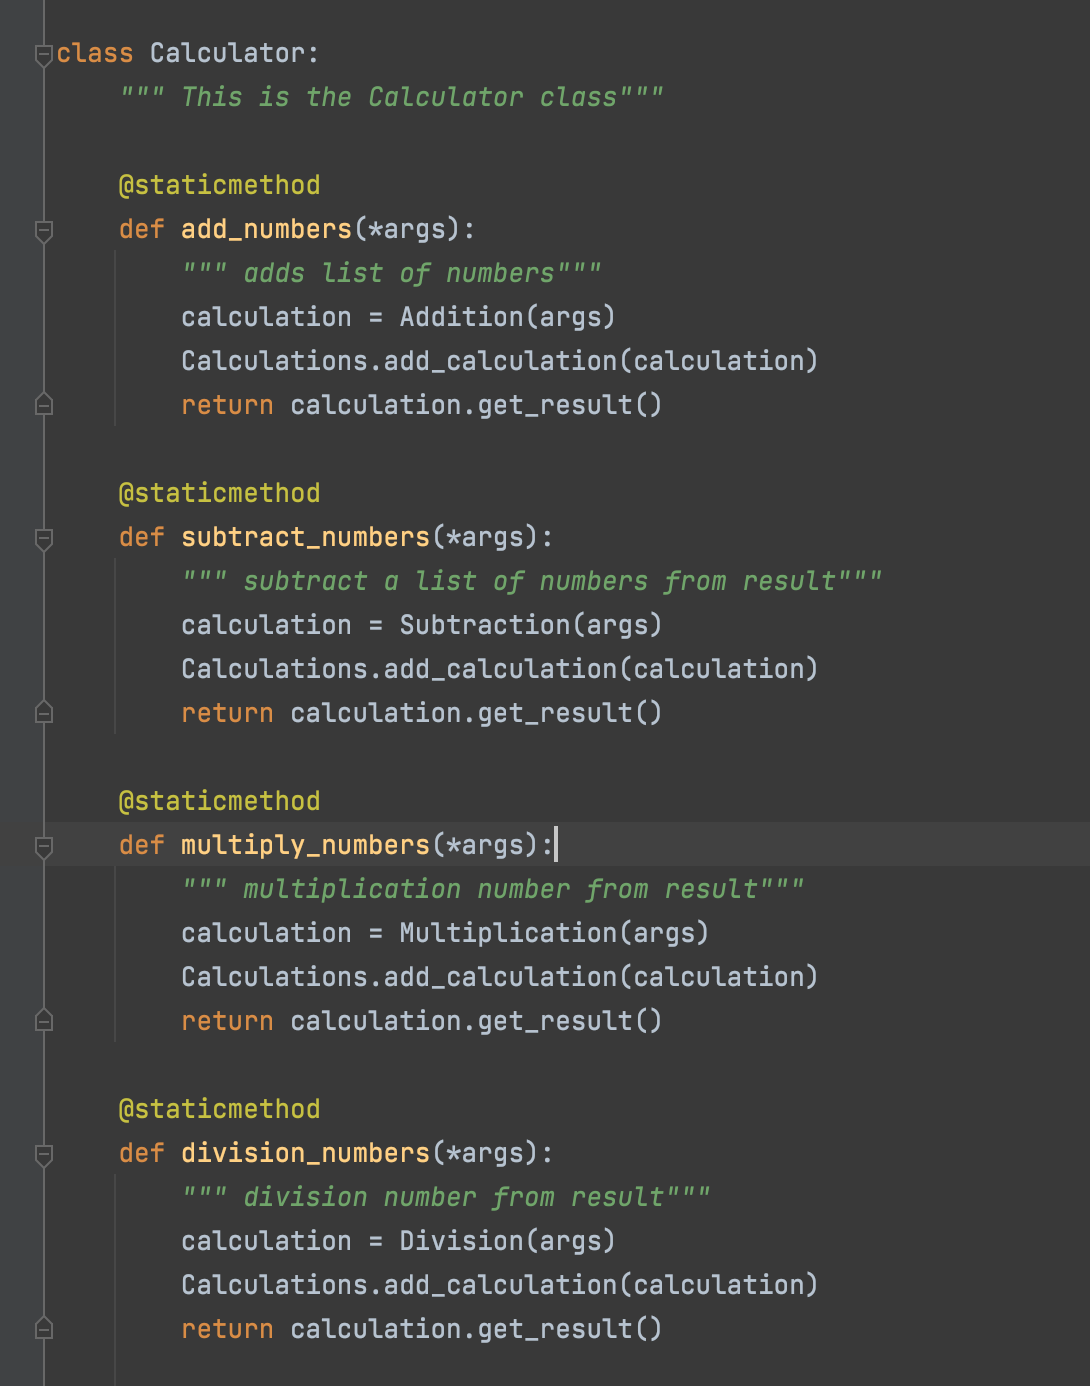 class Calculator:
    """ This is the Calculator class"""

    @staticmethod
    def add_numbers(*args):
        """ adds list of numbers"""
        calculation = Addition(args)
        Calculations.add_calculation(calculation)
        return calculation.get_result()

    @staticmethod
    def subtract_numbers(*args):
        """ subtract a list of numbers from result"""
        calculation = Subtraction(args)
        Calculations.add_calculation(calculation)
        return calculation.get_result()

    @staticmethod
    def multiply_numbers(*args):
        """ multiplication number from result"""
        calculation = Multiplication(args)
        Calculations.add_calculation(calculation)
        return calculation.get_result()

    @staticmethod
    def division_numbers(*args):
        """ division number from result"""
        calculation = Division(args)
        Calculations.add_calculation(calculation)
        return calculation.get_result()